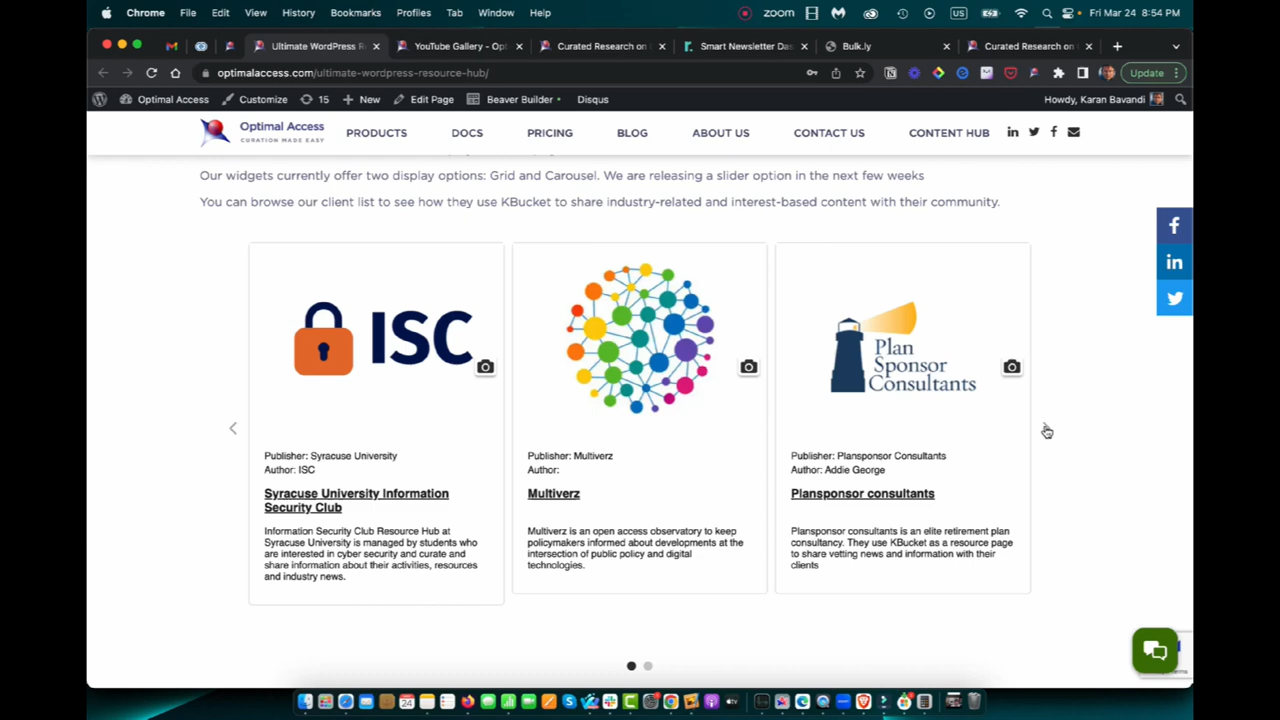 Chrome File Edit View History Bookmarks Profiles Tab Window Help zoom US Fri Mar 24 8:54 PM
Ultimate WordPress R
YouTube Gallery - Opt
Curated Research on
Smart Newsletter Das
Bulk.ly
Curated Research on
optimalaccess.com/ultimate-wordpress-resource-hub/
Update
Optimal Access Customize 15 New Edit Page Beaver Builder Disqus Howdy, Karan Bavandi
Optimal Access
CURATION MADE EASY
PRODUCTS DOCS PRICING BLOG ABOUT US CONTACT US CONTENT HUB
Our widgets currently offer two display options: Grid and Carousel. We are releasing a slider option in the next few weeks
You can browse our client list to see how they use KBucket to share industry-related and interest-based content with their community.
ISC
Publisher: Syracuse University
Author: ISC
Syracuse University Information
Security Club
Information Security Club Resource Hub at
Syracuse University is managed by students who
are interested in cyber security and curate and
share information about their activities, resources
and industry news.
Publisher: Multiverz
Author:
Multiverz
Multiverz is an open access observatory to keep
policymakers informed about developments at the
intersection of public policy and digital
technologies.
Plan
Sponsor
Consultants
Publisher: Plansponsor Consultants
Author: Addie George
Plansponsor consultants
Plansponsor consultants is an elite retirement plan
consultancy. They use KBucket as a resource page
to share vetting news and information with their
clients